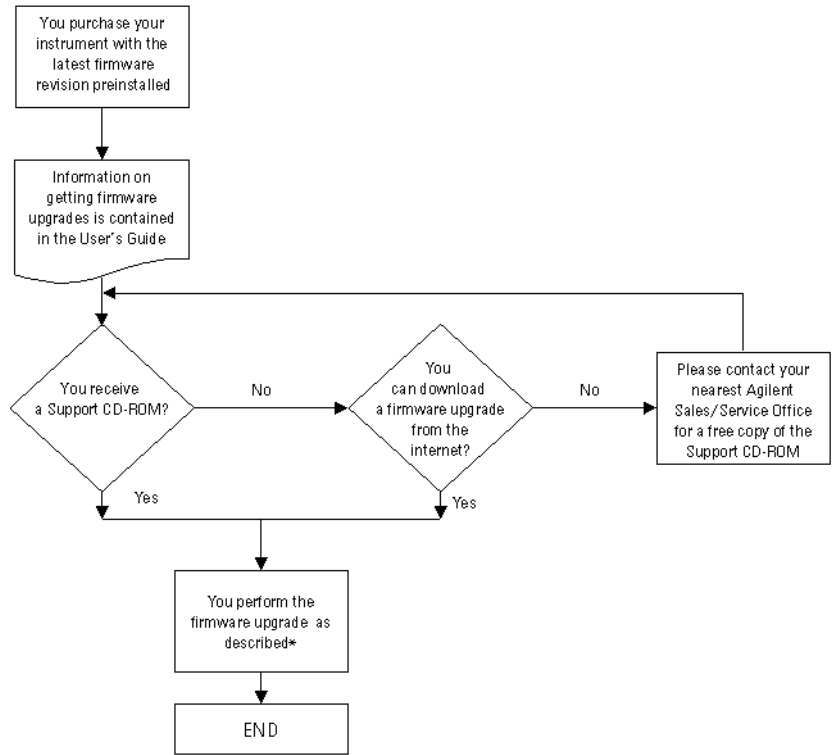 You purchase your
instrument with the
latest firmware
revision preinstalled
Information on
getting firmware
upgrades is contained
in the User's Guide
You receive
a Support CD-ROM?
No
You
can download
a firmware upgrade
from the
internet?
No
Please contact your
nearest Agilent
Sales/Service Office
for a free copy of the
Support CD-ROM
Yes
Yes
You perform the
firmware upgrade as
described*
END